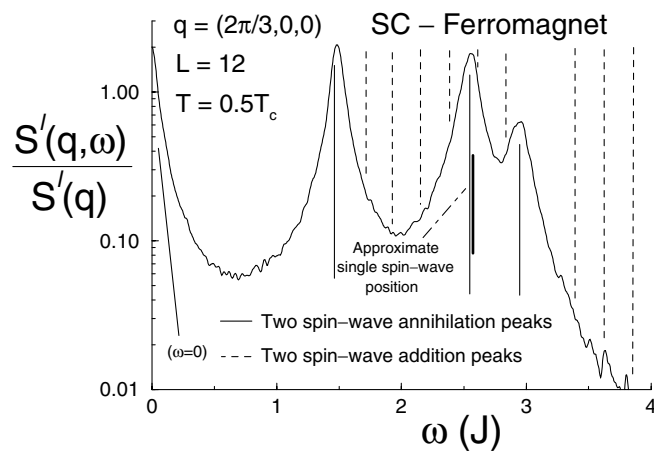 q = (2π/3,0,0)
SC – Ferromagnet
L = 12
T = 0.5T_c
1.00
S^l(q,ω)
S^l(q)
0.10
Approximate
single spin–wave
position
Two spin–wave annihilation peaks
(ω=0)
Two spin–wave addition peaks
0.01
0 1 2 3 4
ω (J)